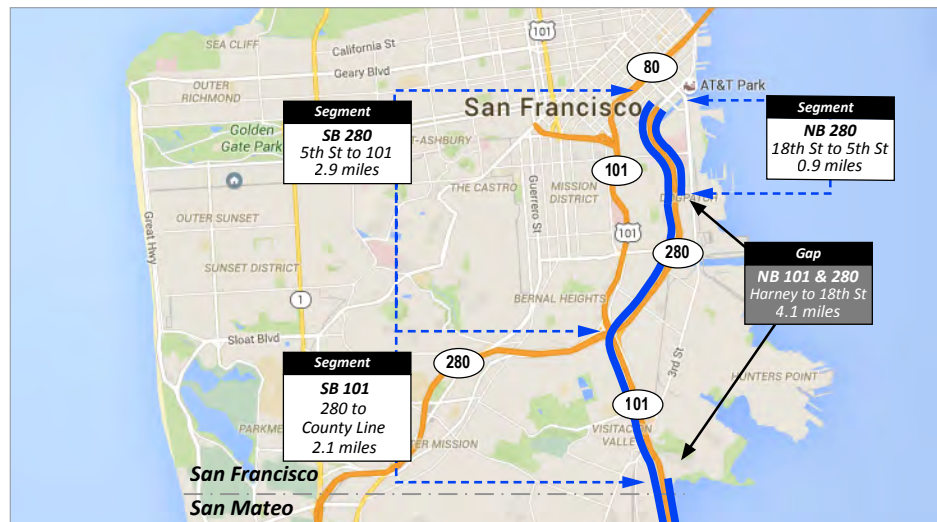 SEA CLIFF
California St
Geary Blvd
101
80
AT&T Park
OUTER
RICHMOND
San Francisco
Segment
SB 280
5th St to 101
2.9 miles
Segment
NB 280
18th St to 5th St
0.9 miles
Golden
Gate Park
T-ASHBURY
THE CASTRO
Guerrero St
MISSION
DISTRICT
101
101
DOGPATCH
Great Hwy
OUTER SUNSET
SUNSET DISTRICT
1
280
Gap
NB 101 & 280
Harney to 18th St
4.1 miles
BERNAL HEIGHTS
Sloat Blvd
280
3rd St
HUNTERS POINT
Segment
SB 101
280 to
County Line
2.1 miles
101
PARKME
ER MISSION
VISITACION
VALLEY
San Francisco
San Mateo